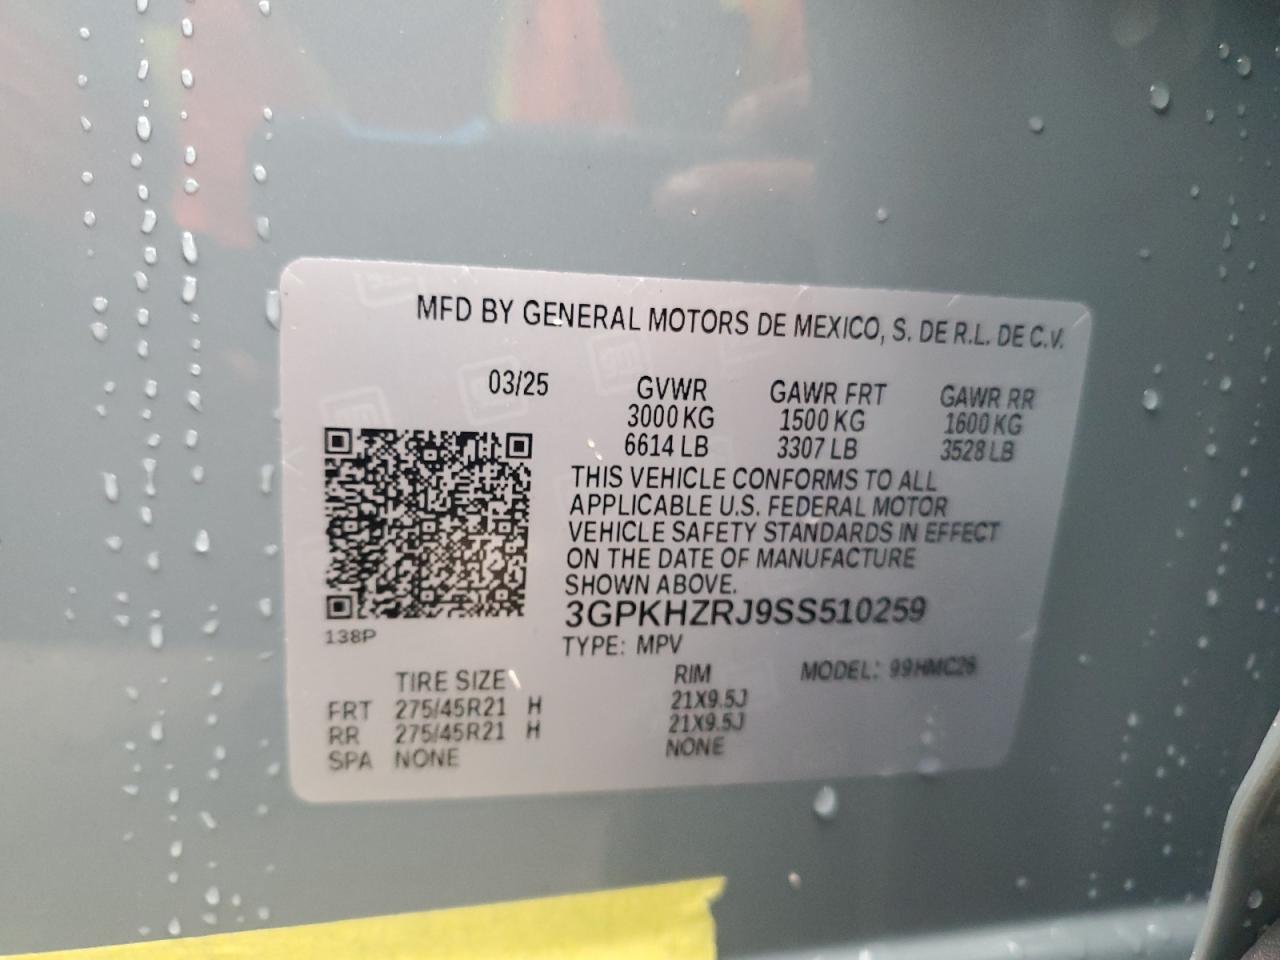 MFD BY GENERAL MOTORS DE MEXICO, S. DE R.L. DE C.V.
03/25 GVWR GAWR FRT GAWR RR
3000 KG 1500 KG 1600 KG
6614 LB 3307 LB 3528 LB
THIS VEHICLE CONFORMS TO ALL
APPLICABLE U.S. FEDERAL MOTOR
VEHICLE SAFETY STANDARDS IN EFFECT
ON THE DATE OF MANUFACTURE
SHOWN ABOVE.
3GPKHZRJ9SS510259
138P
TYPE: MPV
TIRE SIZE RIM MODEL: 99HMC26
FRT 275/45R21 H 21X9.5J
RR 275/45R21 H 21X9.5J
SPA NONE NONE